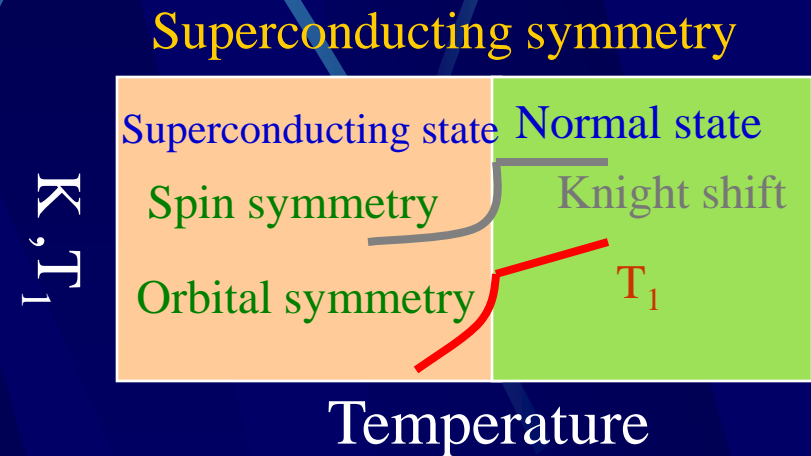 Superconducting symmetry
Superconducting state
Normal state
Spin symmetry
Knight shift
K ,T1
Orbital symmetry
T1
Temperature